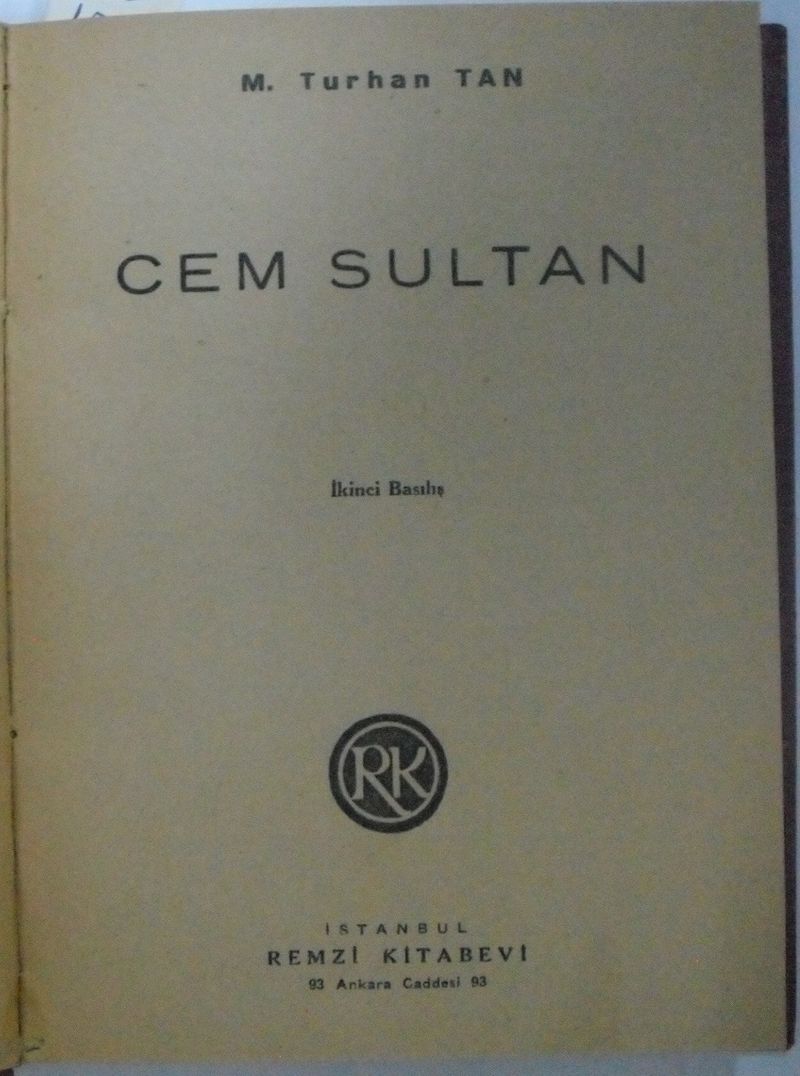 M. Turhan TAN
CEM SULTAN
İkinci Basılış
RK
İSTANBUL
REMZİ KİTABEVİ
93 Ankara Caddesi 93